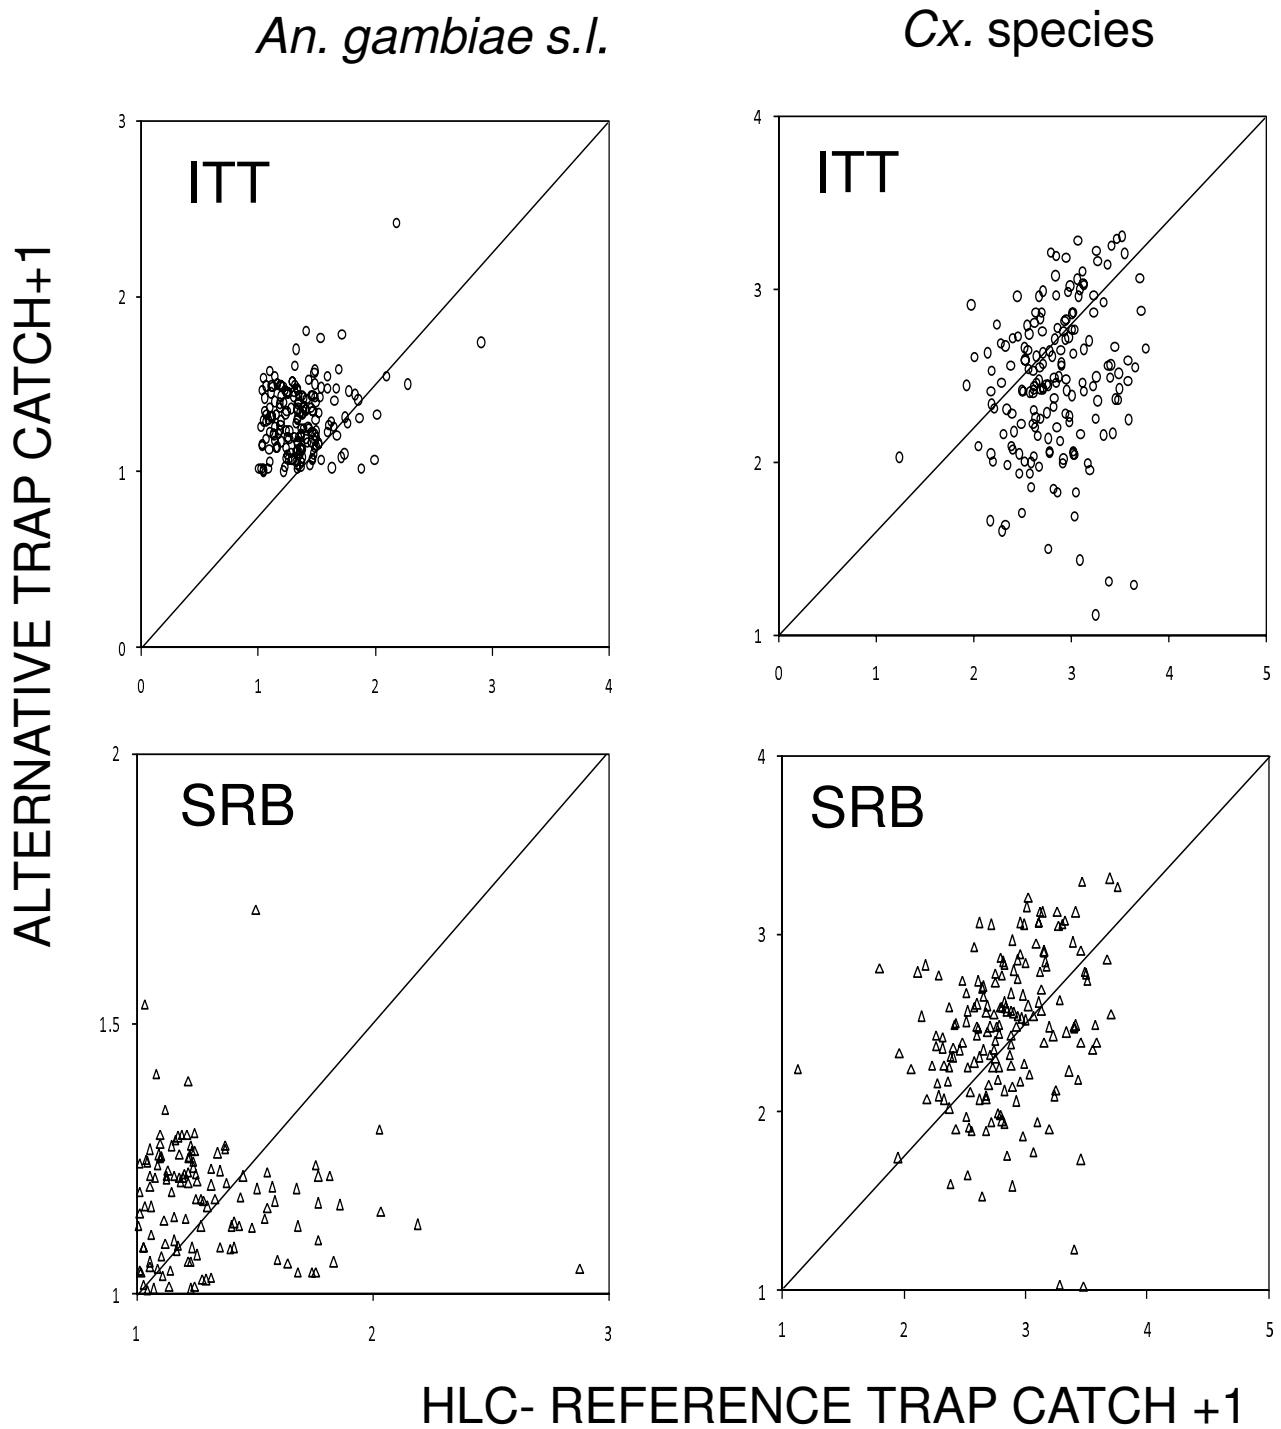 An. gambiae s.l.
Cx. species
ALTERNATIVE TRAP CATCH+1
ITT
3
2
1
0
0 1 2 3 4
ITT
4
3
2
1
0 1 2 3 4 5
SRB
2
1.5
1
1 2 3
SRB
4
3
2
1
1 2 3 4 5
HLC- REFERENCE TRAP CATCH +1